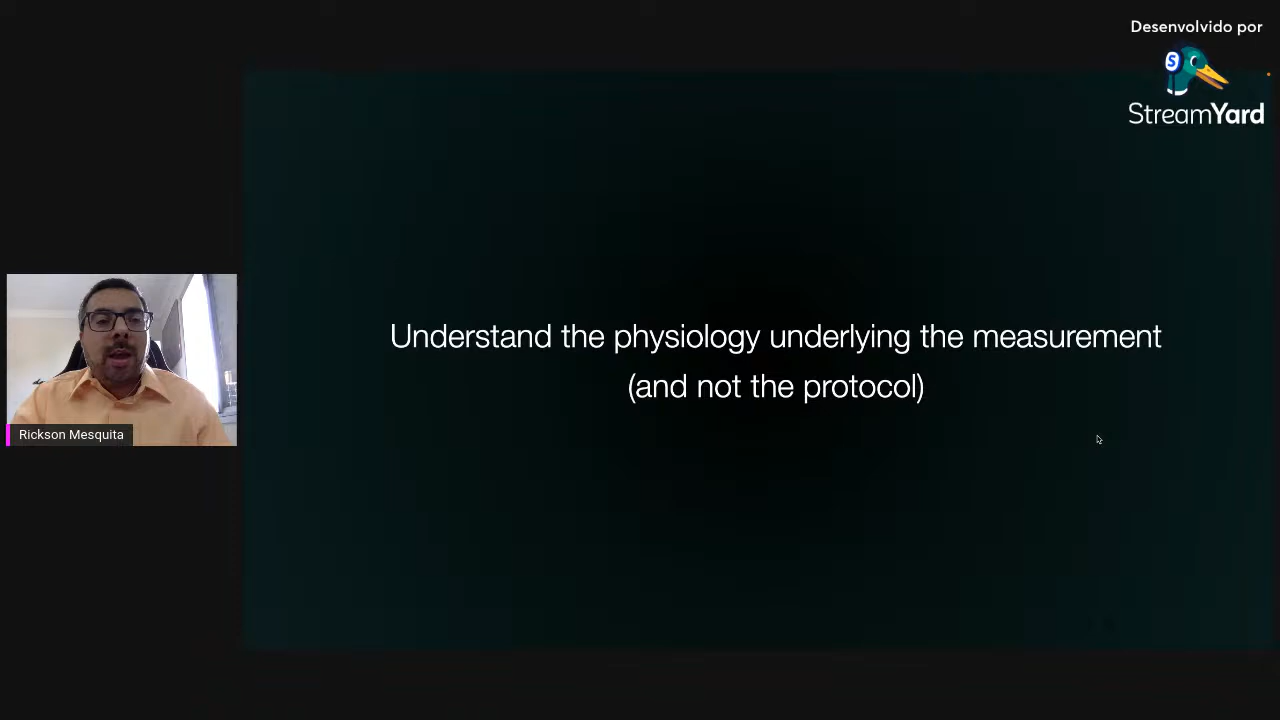 Desenvolvido por
S
StreamYard
Understand the physiology underlying the measurement
(and not the protocol)
Rickson Mesquita